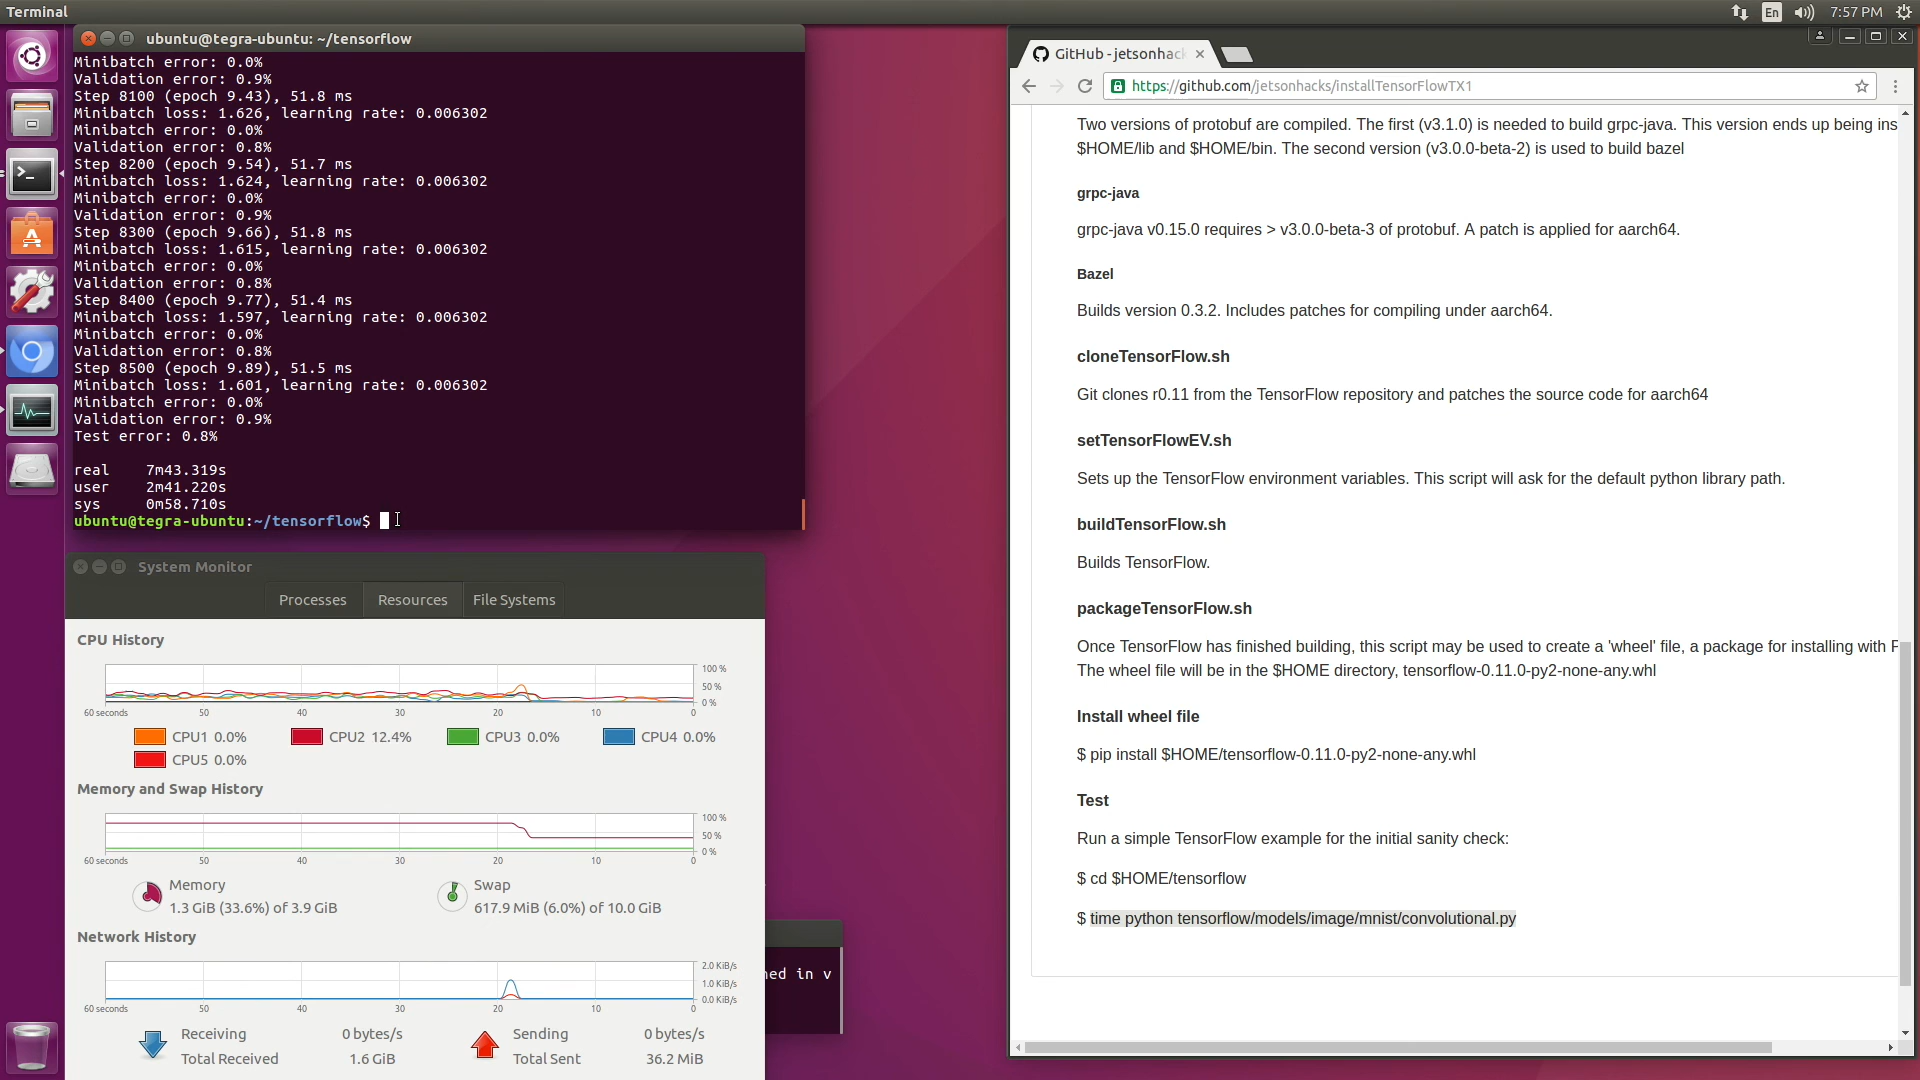 Terminal
En
7:57 PM
ubuntu@tegra-ubuntu: ~/tensorflow
Minibatch error: 0.0%
Validation error: 0.9%
Step 8100 (epoch 9.43), 51.8 ms
Minibatch loss: 1.626, learning rate: 0.006302
Minibatch error: 0.0%
Validation error: 0.8%
Step 8200 (epoch 9.54), 51.7 ms
Minibatch loss: 1.624, learning rate: 0.006302
Minibatch error: 0.0%
Validation error: 0.9%
Step 8300 (epoch 9.66), 51.8 ms
Minibatch loss: 1.615, learning rate: 0.006302
Minibatch error: 0.0%
Validation error: 0.8%
Step 8400 (epoch 9.77), 51.4 ms
Minibatch loss: 1.597, learning rate: 0.006302
Minibatch error: 0.0%
Validation error: 0.8%
Step 8500 (epoch 9.89), 51.5 ms
Minibatch loss: 1.601, learning rate: 0.006302
Minibatch error: 0.0%
Validation error: 0.9%
Test error: 0.8%
real 7m43.319s
user 2m41.220s
sys 0m58.710s
ubuntu@tegra-ubuntu:~/tensorflow$
System Monitor
Processes Resources File Systems
CPU History
100 %
50 %
0 %
60 seconds 50 40 30 20 10 0
CPU1 0.0% CPU2 12.4% CPU3 0.0% CPU4 0.0%
CPU5 0.0%
Memory and Swap History
100 %
50 %
0 %
60 seconds 50 40 30 20 10 0
Memory Swap
1.3 GiB (33.6%) of 3.9 GiB 617.9 MiB (6.0%) of 10.0 GiB
Network History
2.0 KiB/s
1.0 KiB/s
0.0 KiB/s
60 seconds 50 40 30 20 10 0
Receiving 0 bytes/s Sending 0 bytes/s
Total Received 1.6 GiB Total Sent 36.2 MiB
ned in v
GitHub - jetsonhack
https://github.com/jetsonhacks/installTensorFlowTX1
Two versions of protobuf are compiled. The first (v3.1.0) is needed to build grpc-java. This version ends up being ins
$HOME/lib and $HOME/bin. The second version (v3.0.0-beta-2) is used to build bazel
grpc-java
grpc-java v0.15.0 requires > v3.0.0-beta-3 of protobuf. A patch is applied for aarch64.
Bazel
Builds version 0.3.2. Includes patches for compiling under aarch64.
cloneTensorFlow.sh
Git clones r0.11 from the TensorFlow repository and patches the source code for aarch64
setTensorFlowEV.sh
Sets up the TensorFlow environment variables. This script will ask for the default python library path.
buildTensorFlow.sh
Builds TensorFlow.
packageTensorFlow.sh
Once TensorFlow has finished building, this script may be used to create a 'wheel' file, a package for installing with
The wheel file will be in the $HOME directory, tensorflow-0.11.0-py2-none-any.whl
Install wheel file
$ pip install $HOME/tensorflow-0.11.0-py2-none-any.whl
Test
Run a simple TensorFlow example for the initial sanity check:
$ cd $HOME/tensorflow
$ time python tensorflow/models/image/mnist/convolutional.py